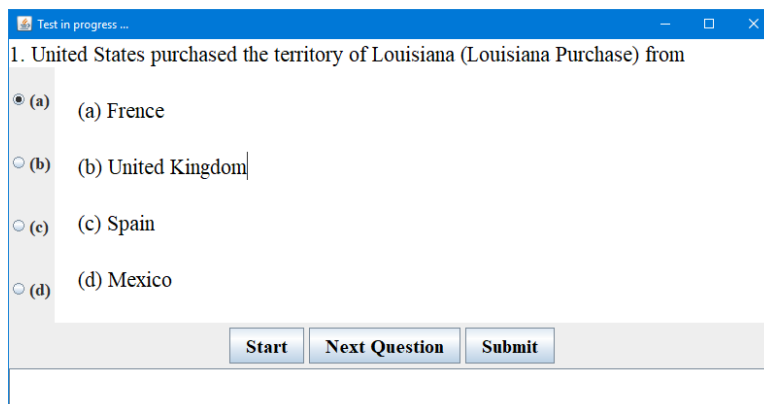 Test in progress ...
1. United States purchased the territory of Louisiana (Louisiana Purchase) from
(a) (a) Frence
(b) (b) United Kingdom
(c) (c) Spain
(d) (d) Mexico
Start Next Question Submit